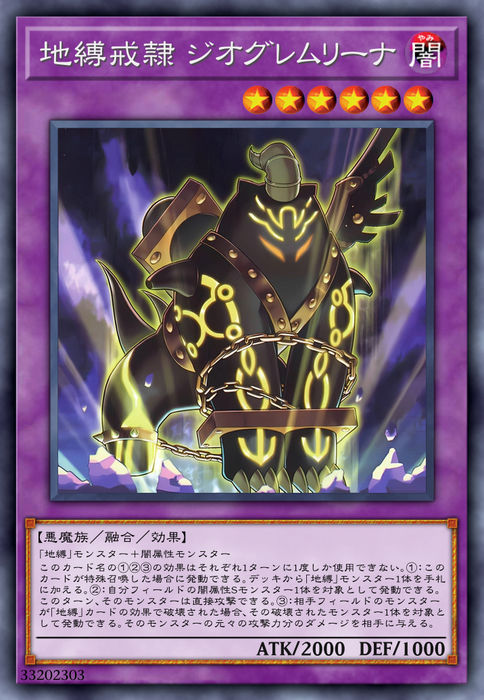 地縛戒隷 ジオグレムリーナ
やみ
闇
【悪魔族／融合／効果】
「地縛」モンスター＋闇属性モンスター
このカード名の①②③の効果はそれぞれ1ターンに1度しか使用できない。①：この
カードが特殊召喚した場合に発動できる。デッキから「地縛」モンスター1体を手札
に加える。②：自分フィールドの闇属性Sモンスター1体を対象として発動できる。
このターン、そのモンスターは直接攻撃できる。③：相手フィールドのモンスター
が「地縛」カードの効果で破壊された場合、その破壊されたモンスター1体を対象と
して発動できる。そのモンスターの元々の攻撃力分のダメージを相手に与える。
ATK/2000 DEF/1000
33202303